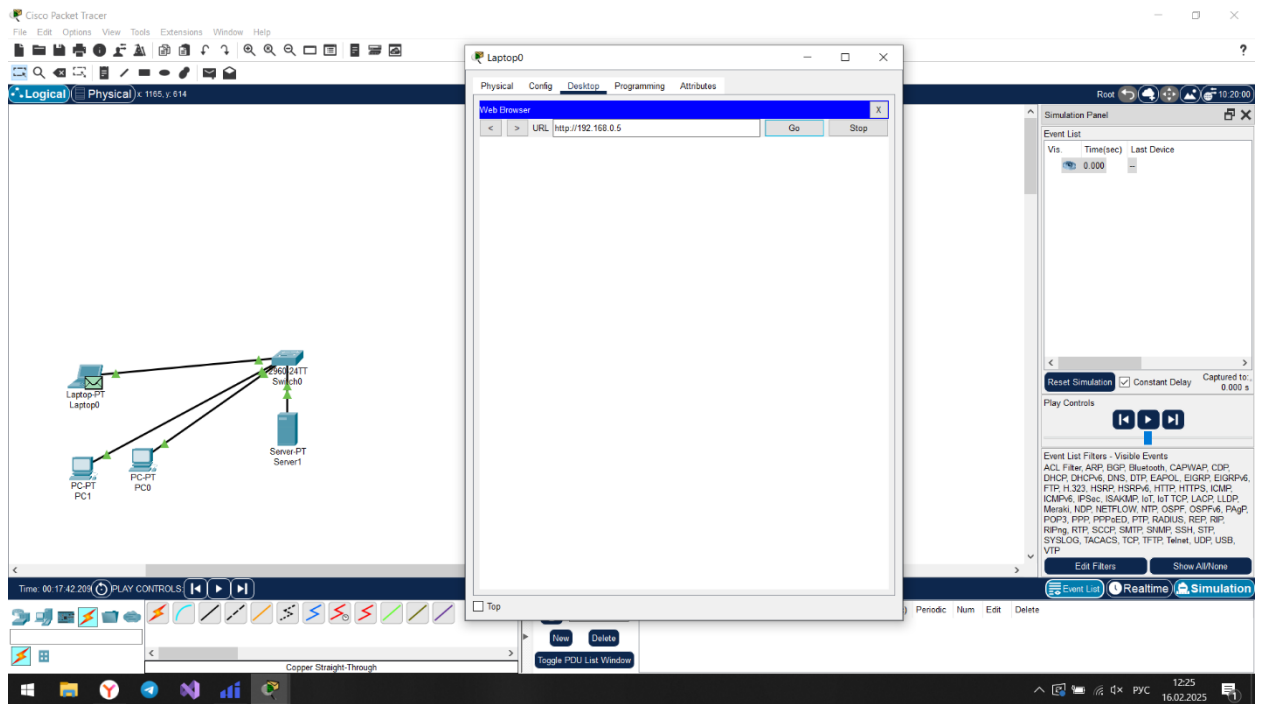 Cisco Packet Tracer
File Edit Options View Tools Extensions Window Help
?
Logical Physical x: 1165, y: 614
Root 10:20:00
Laptop0
Physical Config Desktop Programming Attributes
Web Browser X
< > URL http://192.168.0.5 Go Stop
Top
Simulation Panel
Event List
Vis. Time(sec) Last Device
0.000 --
Reset Simulation Constant Delay Captured to:
0.000 s
Play Controls
Event List Filters - Visible Events
ACL Filter, ARP, BGP, Bluetooth, CAPWAP, CDP,
DHCP, DHCPv6, DNS, DTP, EAPOL, EIGRP, EIGRPv6,
FTP, H.323, HSRP, HSRPv6, HTTP, HTTPS, ICMP,
ICMPv6, IPSec, ISAKMP, IoT, IoT TCP, LACP, LLDP,
Meraki, NDP, NETFLOW, NTP, OSPF, OSPFv6, PAgP,
POP3, PPP, PPPoED, PTP, RADIUS, REP, RIP,
RIPng, RTP, SCCP, SMTP, SNMP, SSH, STP,
SYSLOG, TACACS, TCP, TFTP, Telnet, UDP, USB,
VTP
Edit Filters Show All/None
Event List Realtime Simulation
2960-24TT
Switch0
Laptop-PT
Laptop0
Server-PT
Server1
PC-PT
PC0
PC-PT
PC1
Time: 00:17:42.209 PLAY CONTROLS:
Periodic Num Edit Delete
New Delete
Toggle PDU List Window
Copper Straight-Through
РУС
12:25
16.02.2025
1